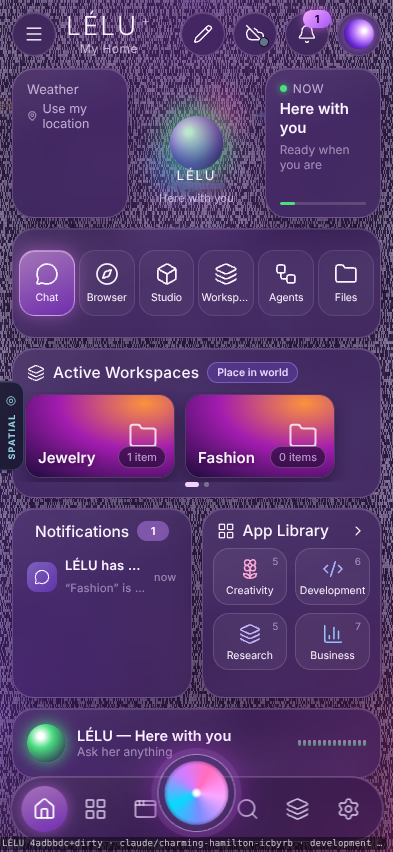 LÉLU +
My Home
1
Weather
Use my
location
LÉLU
Here with you
NOW
Here with
you
Ready when
you are
Chat
Browser
Studio
Worksp...
Agents
Files
SPATIAL
Active Workspaces
Place in world
Jewelry
1 item
Fashion
0 items
Notifications
1
LÉLU has ...
now
“Fashion” is ...
App Library
5
Creativity
6
Development
5
Research
7
Business
LÉLU — Here with you
Ask her anything
LÉLU 4adbbdc+dirty · claude/charming-hamilton-icbyrb · development …